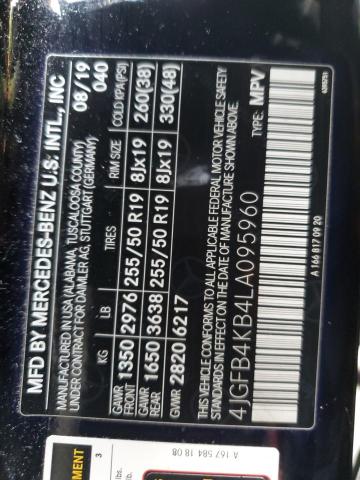 MFD BY MERCEDES-BENZ U.S. INTL., INC
MANUFACTURED IN USA (ALABAMA, TUSCALOOSA COUNTY)
MANUFACTURED IN CONTRACT FOR DAIMLER AG, STUTTGART (GERMANY)
08/19
040
KG LB TIRES RIM SIZE COLD KPA(PSI)
GAWR FRONT 1350 2976 255/50 R19 8Jx19 260(38)
GAWR REAR 1650 3638 255/50 R19 8Jx19 330(48)
GVWR 2820 6217
THIS VEHICLE CONFORMS TO ALL APPLICABLE FEDERAL MOTOR VEHICLE SAFETY
STANDARDS IN EFFECT ON THE DATE OF MANUFACTURE SHOWN ABOVE.
4JGFB4KB4LA095960 TYPE: MPV
A 166 817 09 20
A 167 584 18 08
3
lbs.